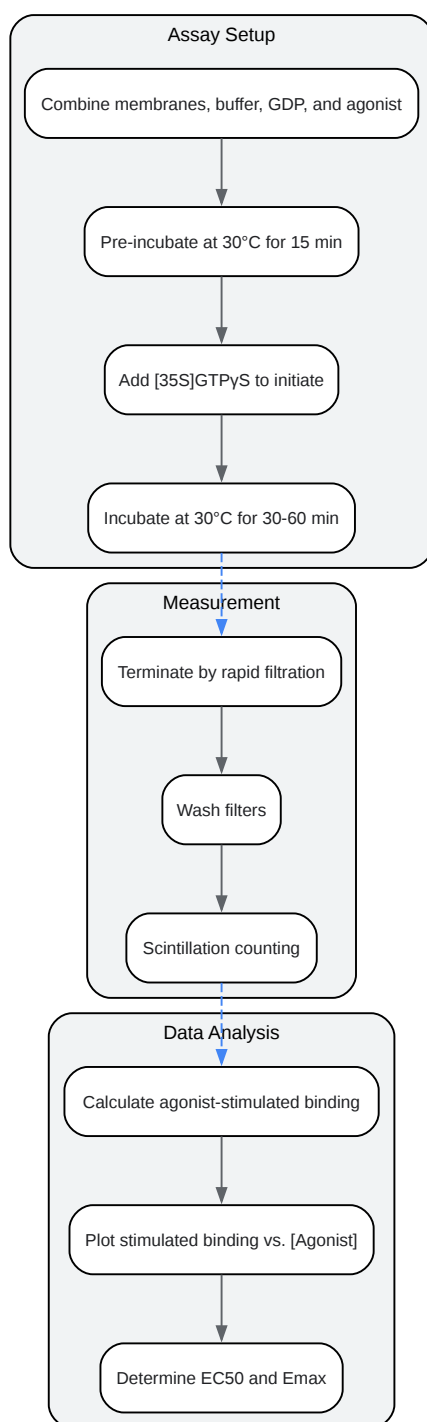 Assay Setup
Combine membranes, buffer, GDP, and agonist
Pre-incubate at 30°C for 15 min
Add [35S]GTPγS to initiate
Incubate at 30°C for 30-60 min
Measurement
Terminate by rapid filtration
Wash filters
Scintillation counting
Data Analysis
Calculate agonist-stimulated binding
Plot stimulated binding vs. [Agonist]
Determine EC50 and Emax